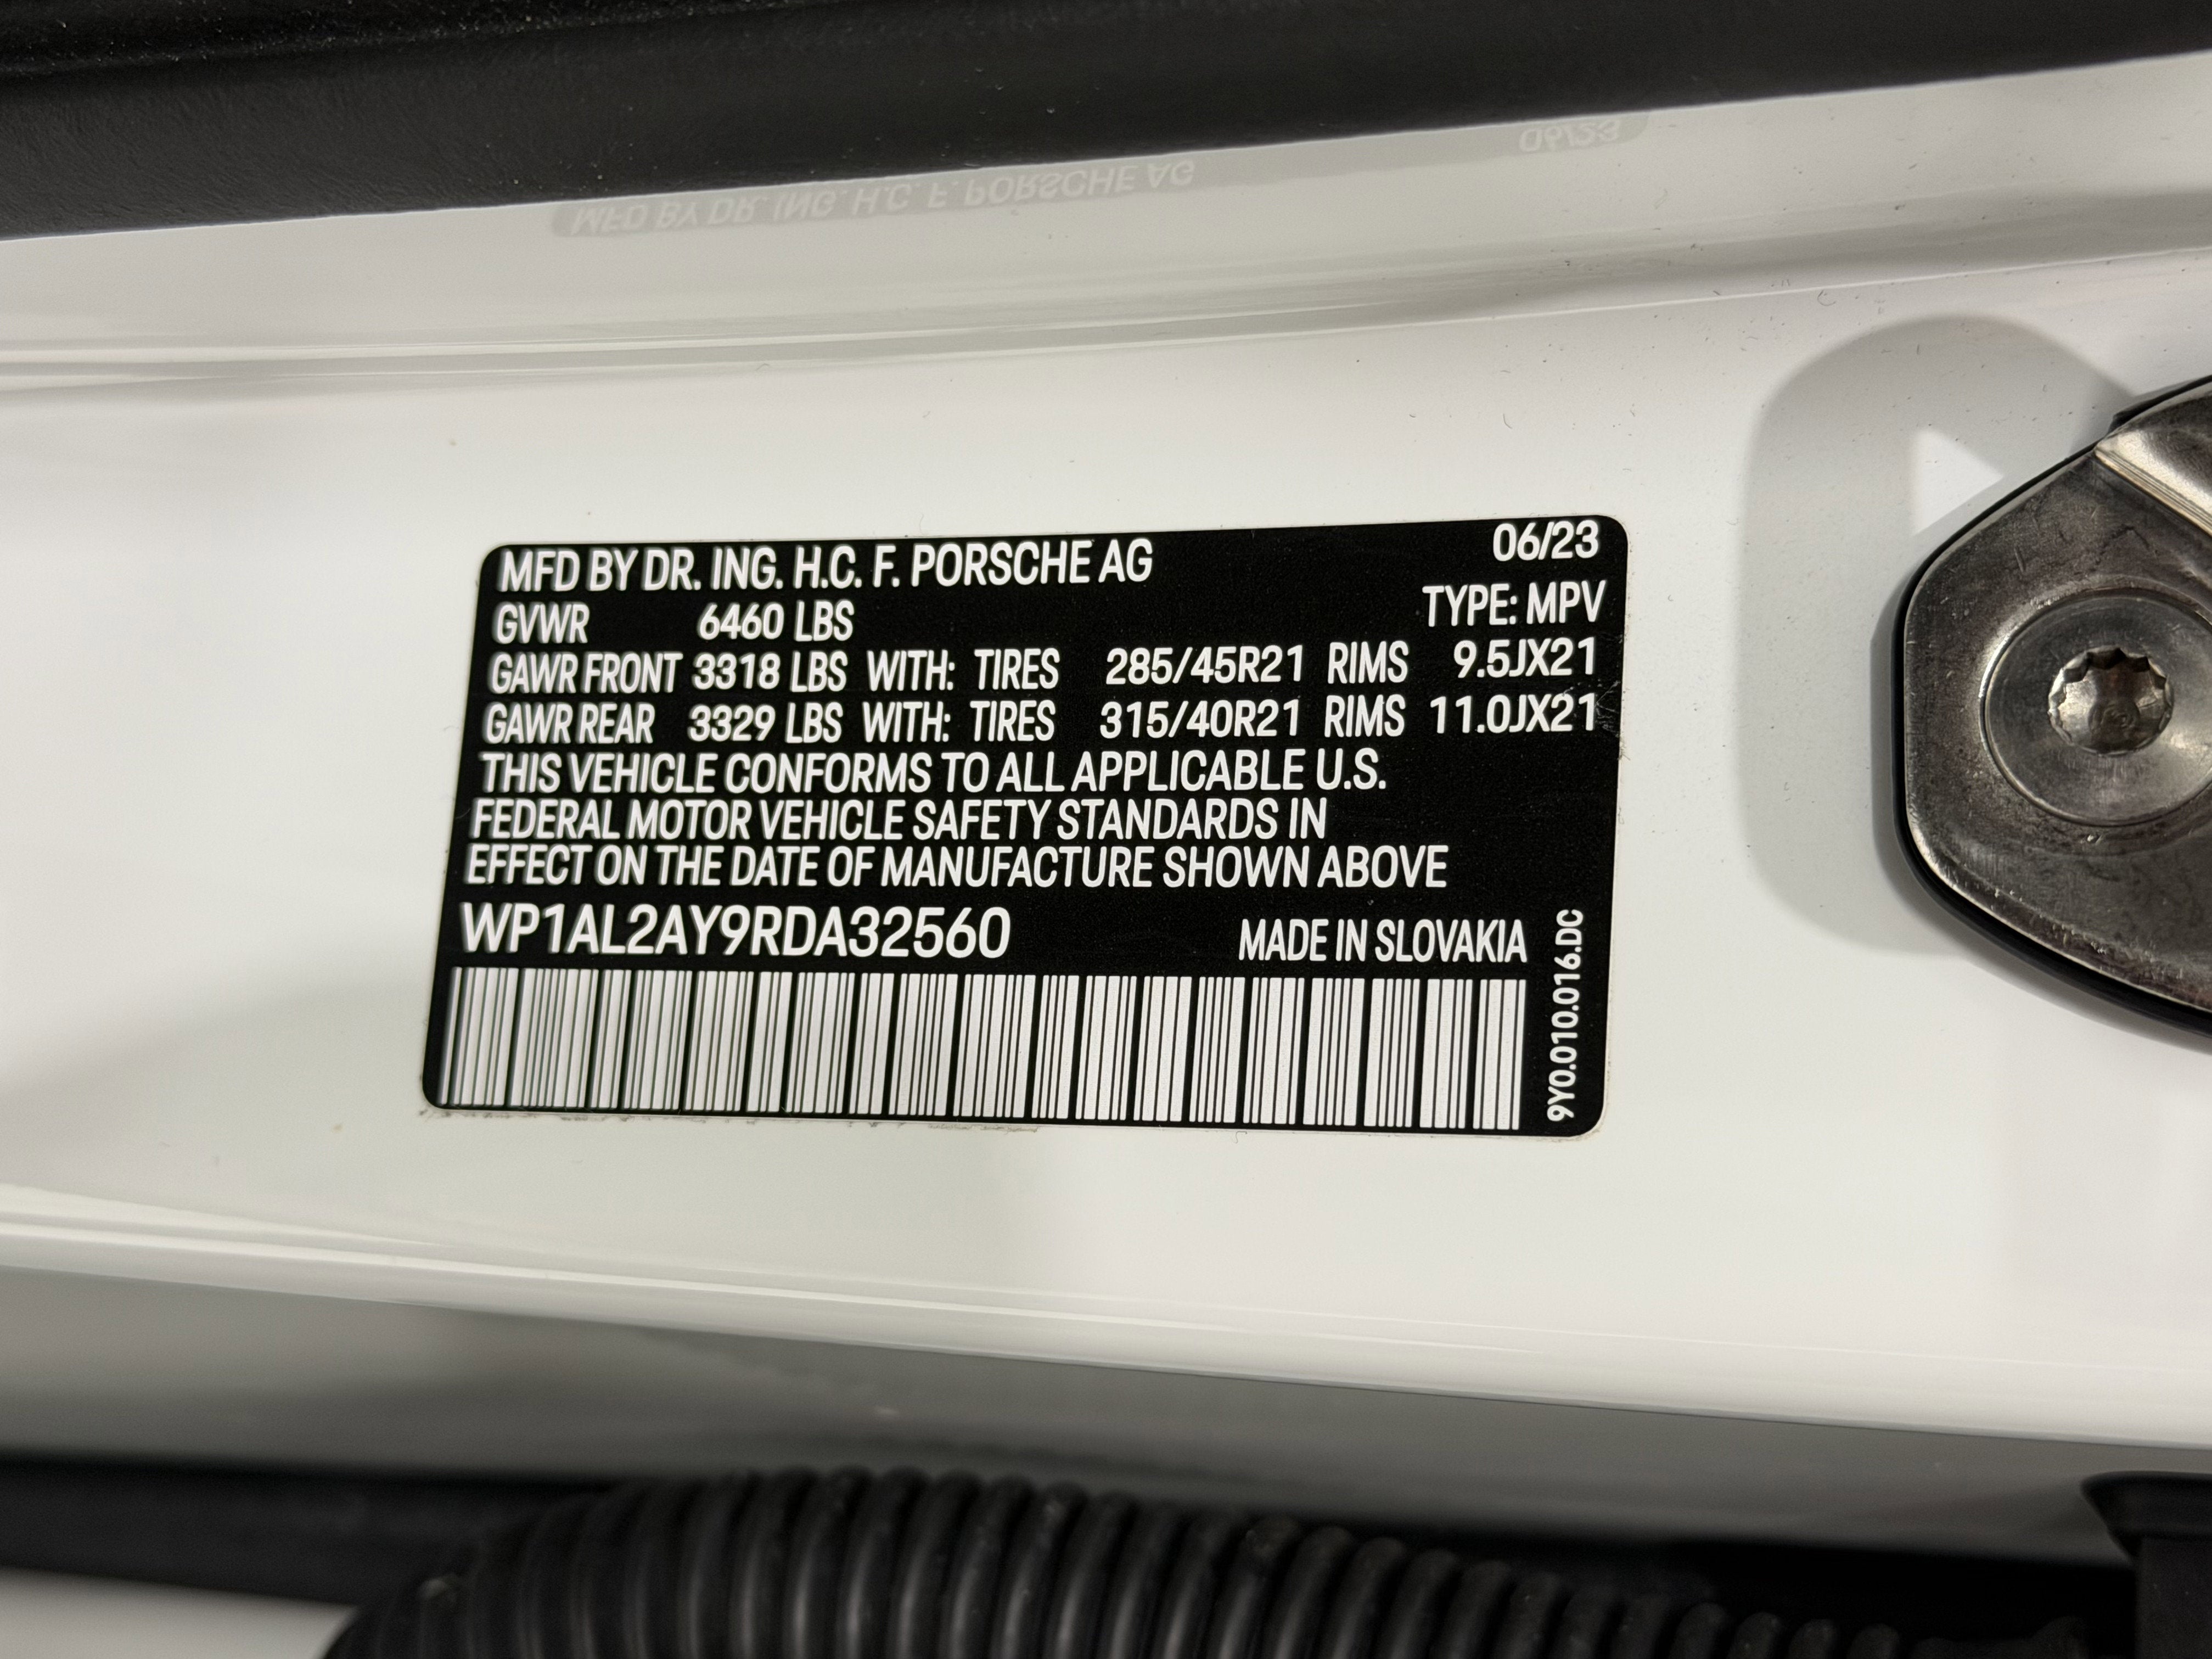 MFD BY DR. ING. H.C. F. PORSCHE AG 06/23
GVWR 6460 LBS TYPE: MPV
GAWR FRONT 3318 LBS WITH: TIRES 285/45R21 RIMS 9.5JX21
GAWR REAR 3329 LBS WITH: TIRES 315/40R21 RIMS 11.0JX21
THIS VEHICLE CONFORMS TO ALL APPLICABLE U.S.
FEDERAL MOTOR VEHICLE SAFETY STANDARDS IN
EFFECT ON THE DATE OF MANUFACTURE SHOWN ABOVE
WP1AL2AY9RDA32560 MADE IN SLOVAKIA
9Y0.010.016.DC